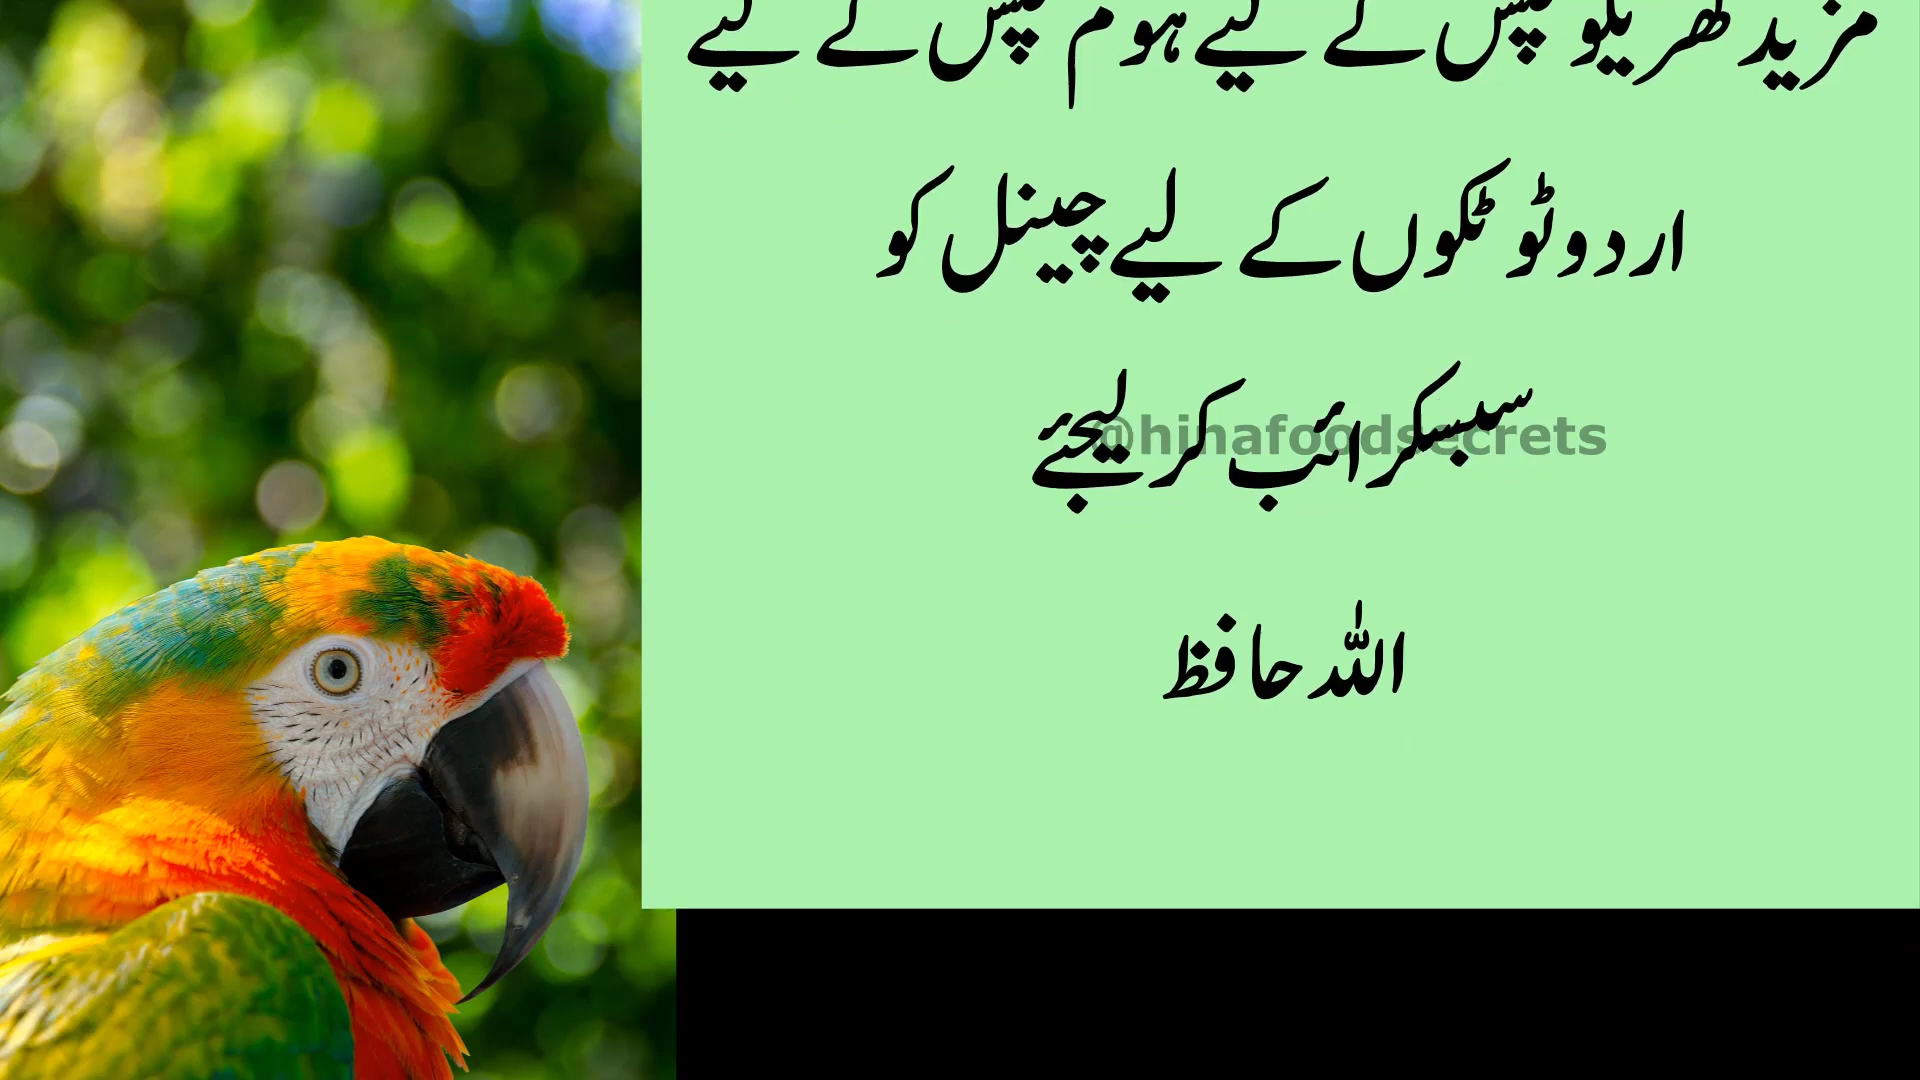 مزید گھریلو ٹپس کے لیے ہوم ٹپس کے لیے
اردو ٹوٹکوں کے لیے چینل کو
سبسکرائب کر لیجئے
@hinafoodsecrets
اللہ حافظ